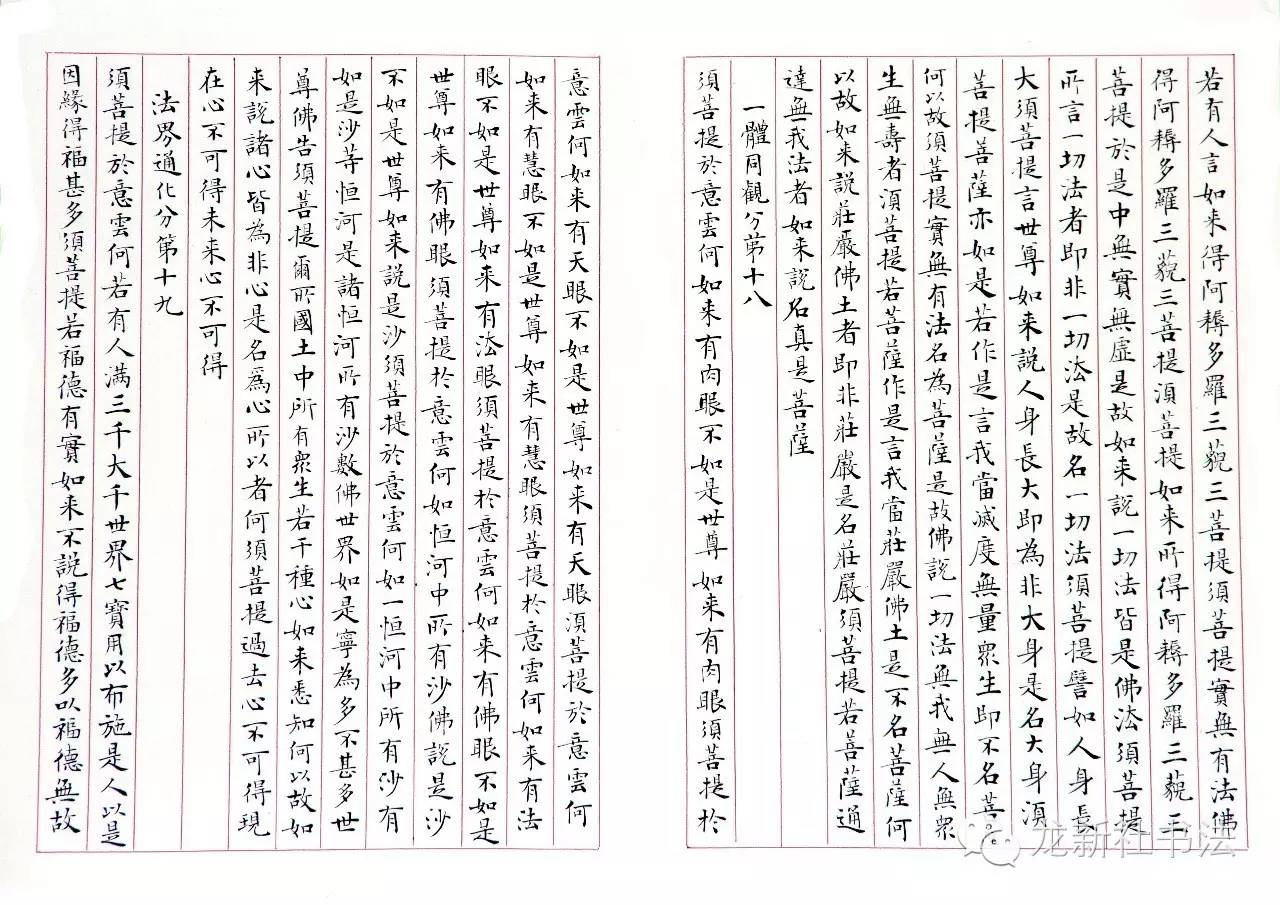 若有人言如来得阿耨多羅三藐三菩提須菩提實無有法佛
得阿耨多羅三藐三菩提須菩提如来所得阿耨多羅三藐三
菩提於是中無實無虛是故如来說一切法皆是佛法須菩提
所言一切法者即非一切法是故名一切法須菩提譬如人身長
大須菩提言世尊如来說人身長大即為非大身是名大身須
菩提菩薩亦如是若作是言我當滅度無量眾生即不名菩
何以故須菩提實無有法名為菩薩是故佛說一切法無我無人無眾
生無壽者須菩提若菩薩作是言我當莊嚴佛土是不名菩薩何
以故如来說莊嚴佛土者即非莊嚴是名莊嚴須菩提若菩薩通
達無我法者如来說名真是菩薩
一體同觀分第十八
須菩提於意雲何如来有肉眼不如是世尊如来有肉眼須菩提於
意雲何如来有天眼不如是世尊如来有天眼須菩提於意雲何
如来有慧眼不如是世尊如来有慧眼須菩提於意雲何如来有法
眼不如是世尊如来有法眼須菩提於意雲何如来有佛眼不如是
世尊如来有佛眼須菩提於意雲何如恒河中所有沙佛說是沙
不如是世尊如来說是沙須菩提於意雲何如一恒河中所有沙有
如是沙等恒河是諸恒河所有沙數佛世界如是寧為多不甚多世
尊佛告須菩提爾所國土中所有眾生若干種心如来悉知何以故如
来說諸心皆為非心是名爲心所以者何須菩提過去心不可得現
在心不可得未来心不可得
法界通化分第十九
須菩提於意雲何若有人满三千大千世界七寶用以布施是人以是
因緣得福甚多須菩提若福德有實如来不說得福德多以福德無故
龙新社书法